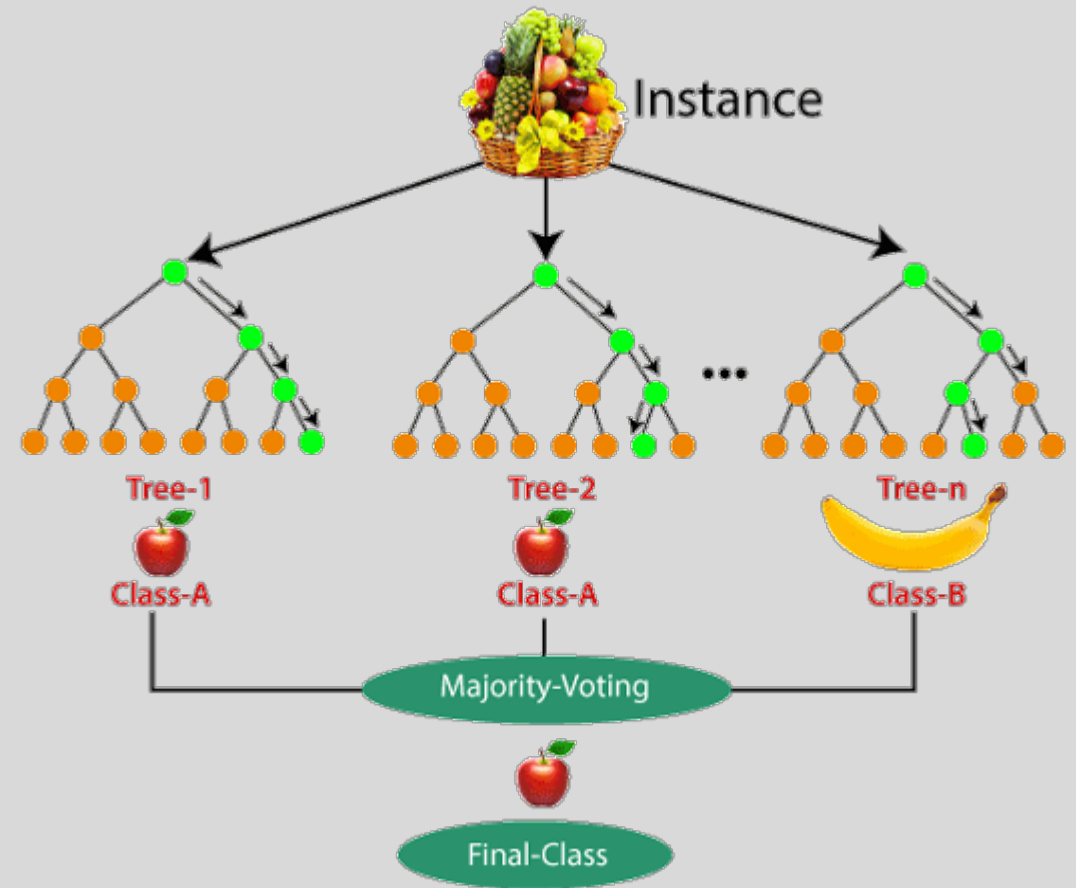 Instance
...
Tree-1
Tree-2
Tree-n
Class-A
Class-A
Class-B
Majority-Voting
Final-Class